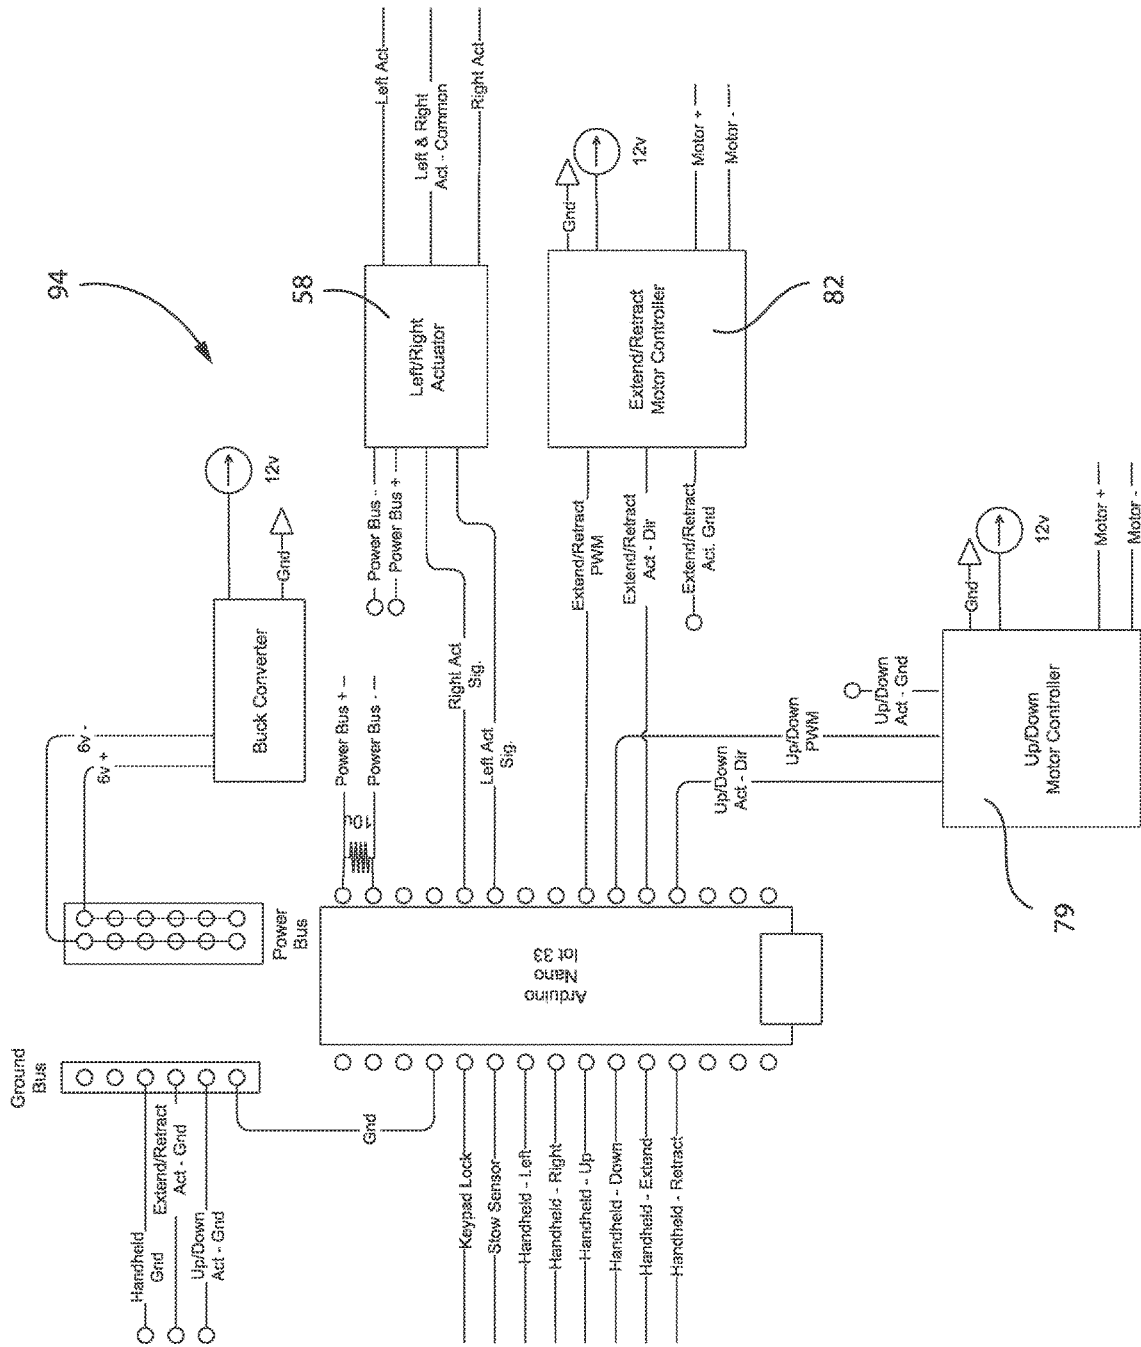 94
58
82
79
Ground
Bus
Handheld
Gnd
Extend/Retract
Act - Gnd
Up/Down
Act - Gnd
Gnd
Keypad Lock
Stow Sensor
Handheld - Left
Handheld - Right
Handheld - Up
Handheld - Down
Handheld - Extend
Handheld - Retract
Power
Bus
6v -
6v +
Buck Converter
12v
Gnd
Arduino
Nano
Iot 33
10u
Power Bus +
Power Bus -
Right Act
Sig.
Left Act
Sig.
Power Bus -
Power Bus +
Left/Right
Actuator
Left Act
Left & Right
Act - Common
Right Act
Extend/Retract
PWM
Extend/Retract
Act - Dir
Extend/Retract
Act. Gnd
Extend/Retract
Motor Controller
Gnd
12v
Motor +
Motor -
Up/Down
Act - Dir
Up/Down
PWM
Up/Down
Act - Gnd
Up/Down
Motor Controller
Gnd
12v
Motor +
Motor -